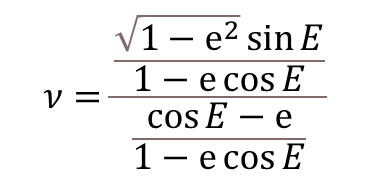 ν = ((√(1 − e²) sin E) / (1 − e cos E)) / ((cos E − e) / (1 − e cos E))